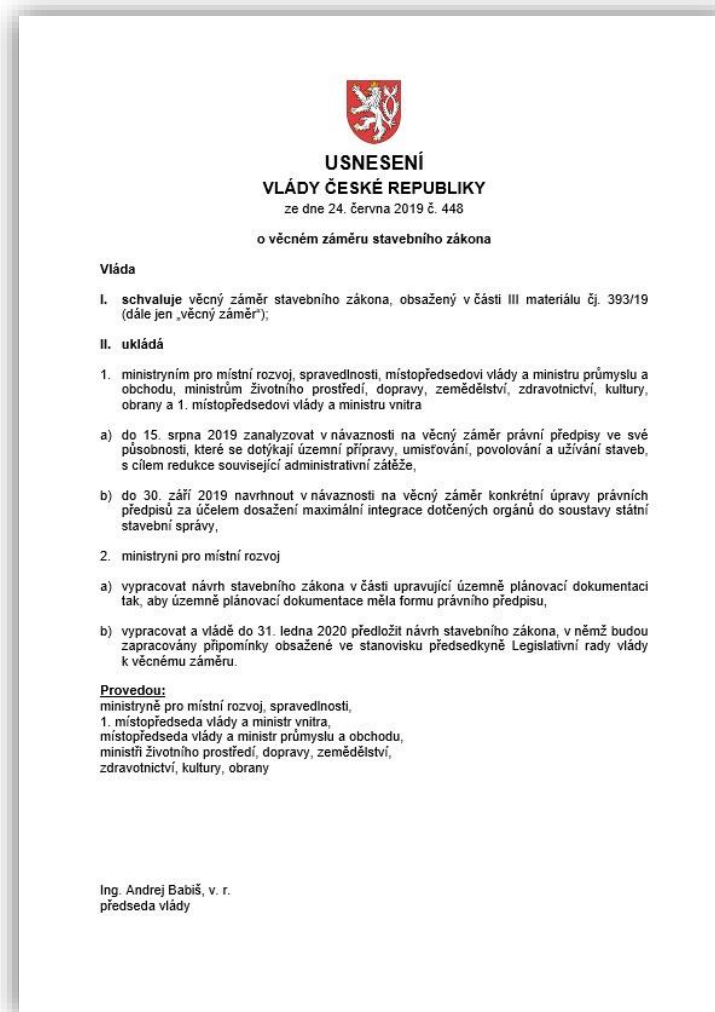 USNESENÍ
VLÁDY ČESKÉ REPUBLIKY
ze dne 24. června 2019 č. 448
o věcném záměru stavebního zákona
Vláda
I. schvaluje věcný záměr stavebního zákona, obsažený v části III materiálu čj. 393/19
(dále jen „věcný záměr“);
II. ukládá
1. ministryním pro místní rozvoj, spravedlnosti, místopředsedovi vlády a ministru průmyslu a
obchodu, ministrům životního prostředí, dopravy, zemědělství, zdravotnictví, kultury,
obrany a 1. místopředsedovi vlády a ministru vnitra
a) do 15. srpna 2019 zanalyzovat v návaznosti na věcný záměr právní předpisy ve své
působnosti, které se dotýkají územní přípravy, umisťování, povolování a užívání staveb,
s cílem redukce související administrativní zátěže,
b) do 30. září 2019 navrhnout v návaznosti na věcný záměr konkrétní úpravy právních
předpisů za účelem dosažení maximální integrace dotčených orgánů do soustavy státní
stavební správy,
2. ministryni pro místní rozvoj
a) vypracovat návrh stavebního zákona v části upravující územně plánovací dokumentaci
tak, aby územně plánovací dokumentace měla formu právního předpisu,
b) vypracovat a vládě do 31. ledna 2020 předložit návrh stavebního zákona, v němž budou
zapracovány připomínky obsažené ve stanovisku předsedkyně Legislativní rady vlády
k věcnému záměru.
Provedou:
ministryně pro místní rozvoj, spravedlnosti,
1. místopředseda vlády a ministr vnitra,
místopředseda vlády a ministr průmyslu a obchodu,
ministři životního prostředí, dopravy, zemědělství,
zdravotnictví, kultury, obrany
Ing. Andrej Babiš, v. r.
předseda vlády